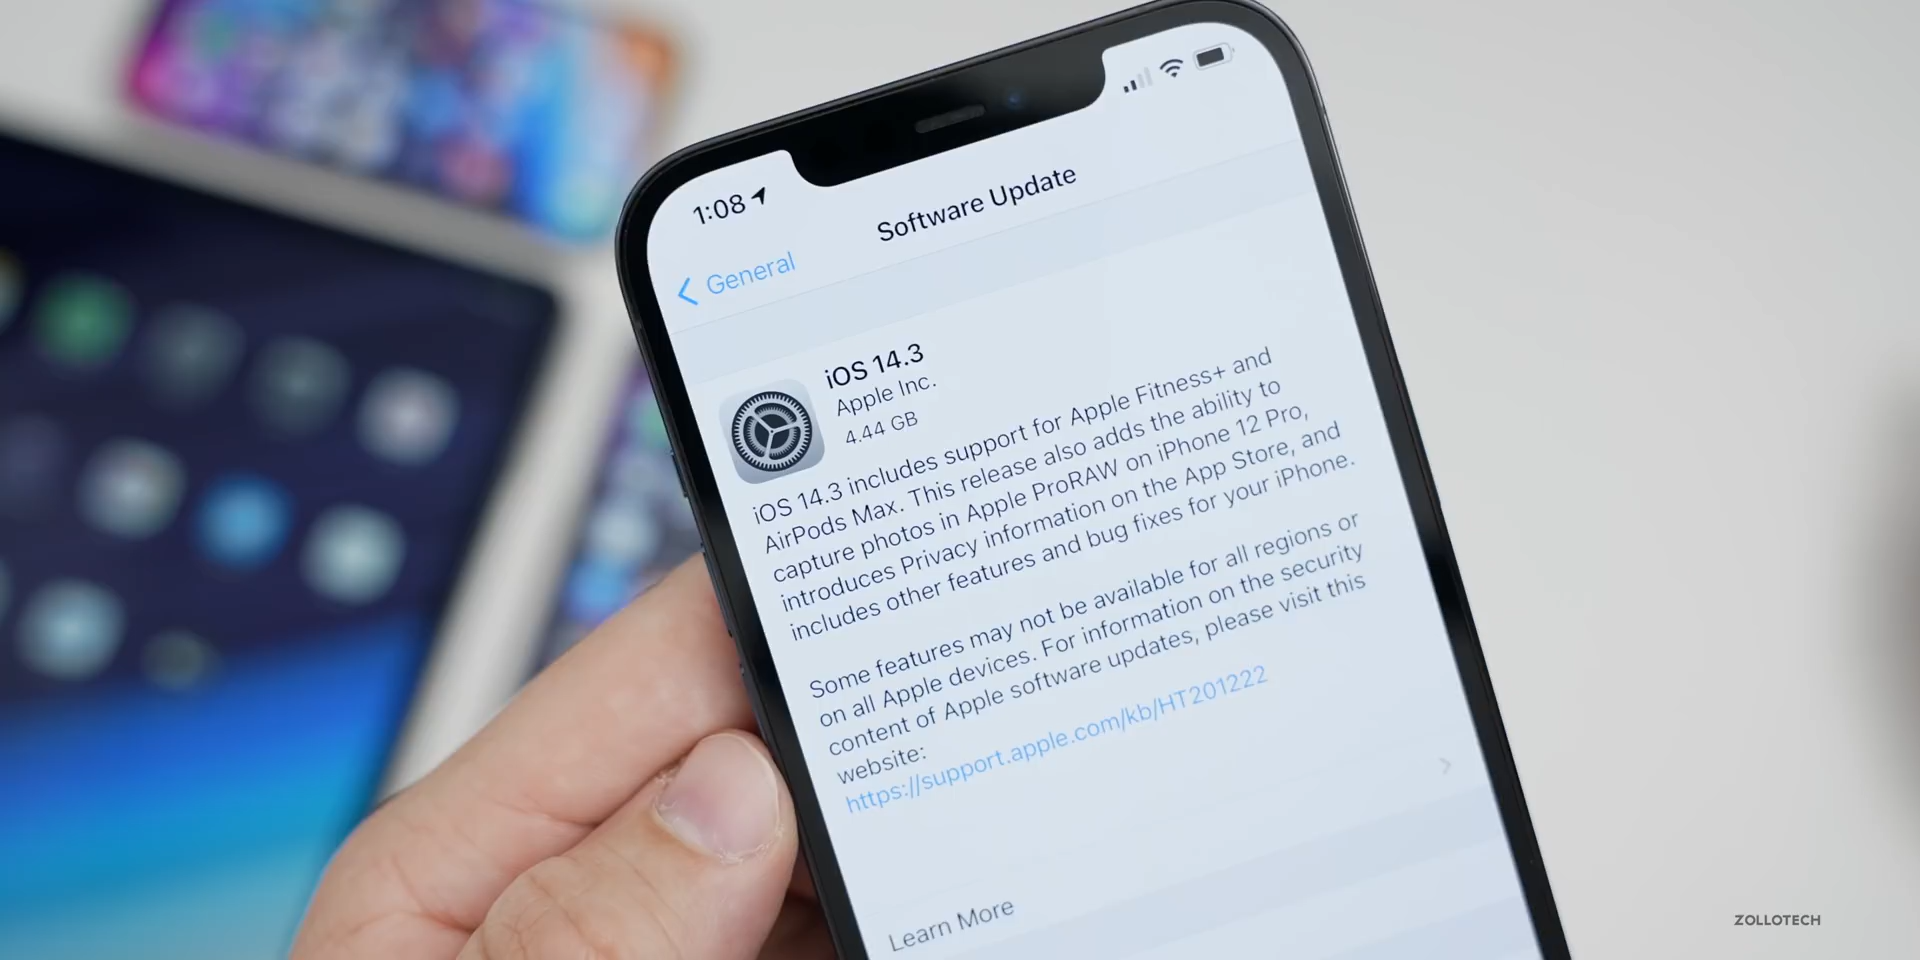 1:08
Software Update
General
iOS 14.3
Apple Inc.
4.44 GB
iOS 14.3 includes support for Apple Fitness+ and
AirPods Max. This release also adds the ability to
capture photos in Apple ProRAW on iPhone 12 Pro,
introduces Privacy information on the App Store, and
includes other features and bug fixes for your iPhone.
Some features may not be available for all regions or
on all Apple devices. For information on the security
content of Apple software updates, please visit this
website:
https://support.apple.com/kb/HT201222
Learn More
ZOLLOTECH